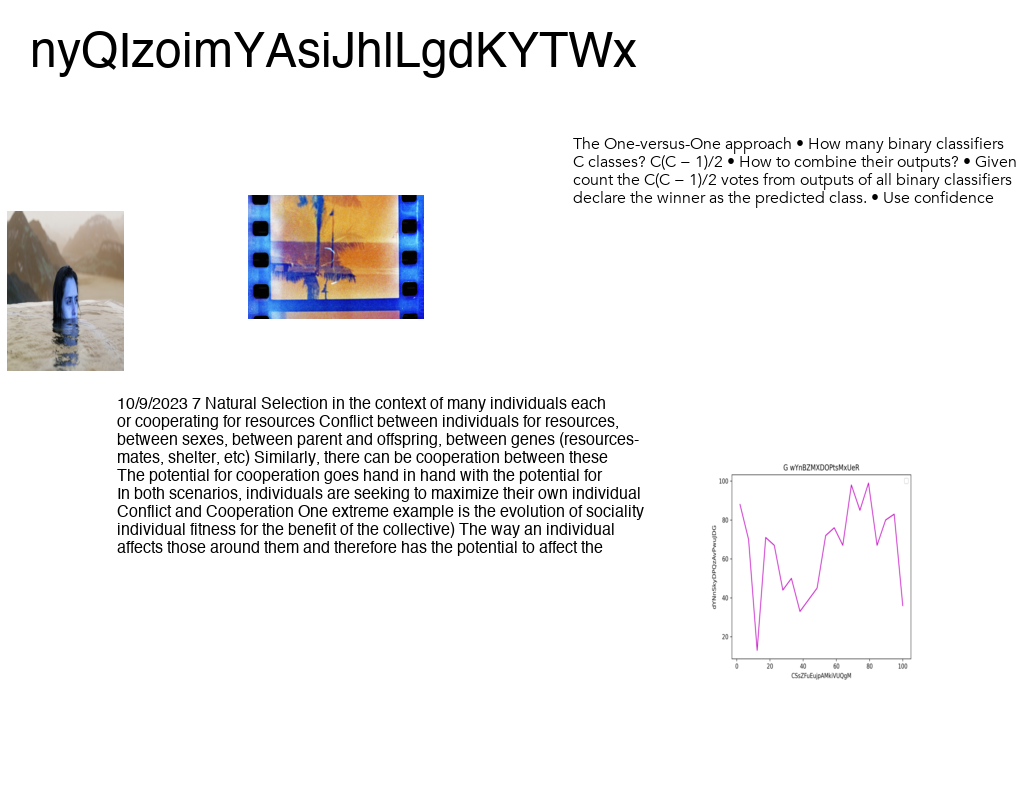 nyQIzoimYAsiJhlLgdKYTWx
The One-versus-One approach • How many binary classifiers
C classes? C(C − 1)/2 • How to combine their outputs? • Given
count the C(C − 1)/2 votes from outputs of all binary classifiers
declare the winner as the predicted class. • Use confidence
10/9/2023 7 Natural Selection in the context of many individuals each
or cooperating for resources Conflict between individuals for resources,
between sexes, between parent and offspring, between genes (resources-
mates, shelter, etc) Similarly, there can be cooperation between these
The potential for cooperation goes hand in hand with the potential for
In both scenarios, individuals are seeking to maximize their own individual
Conflict and Cooperation One extreme example is the evolution of sociality
individual fitness for the benefit of the collective) The way an individual
affects those around them and therefore has the potential to affect the
G wYnBZMXDOPtsMxUeR
100
80
60
40
20
0 20 40 60 80 100